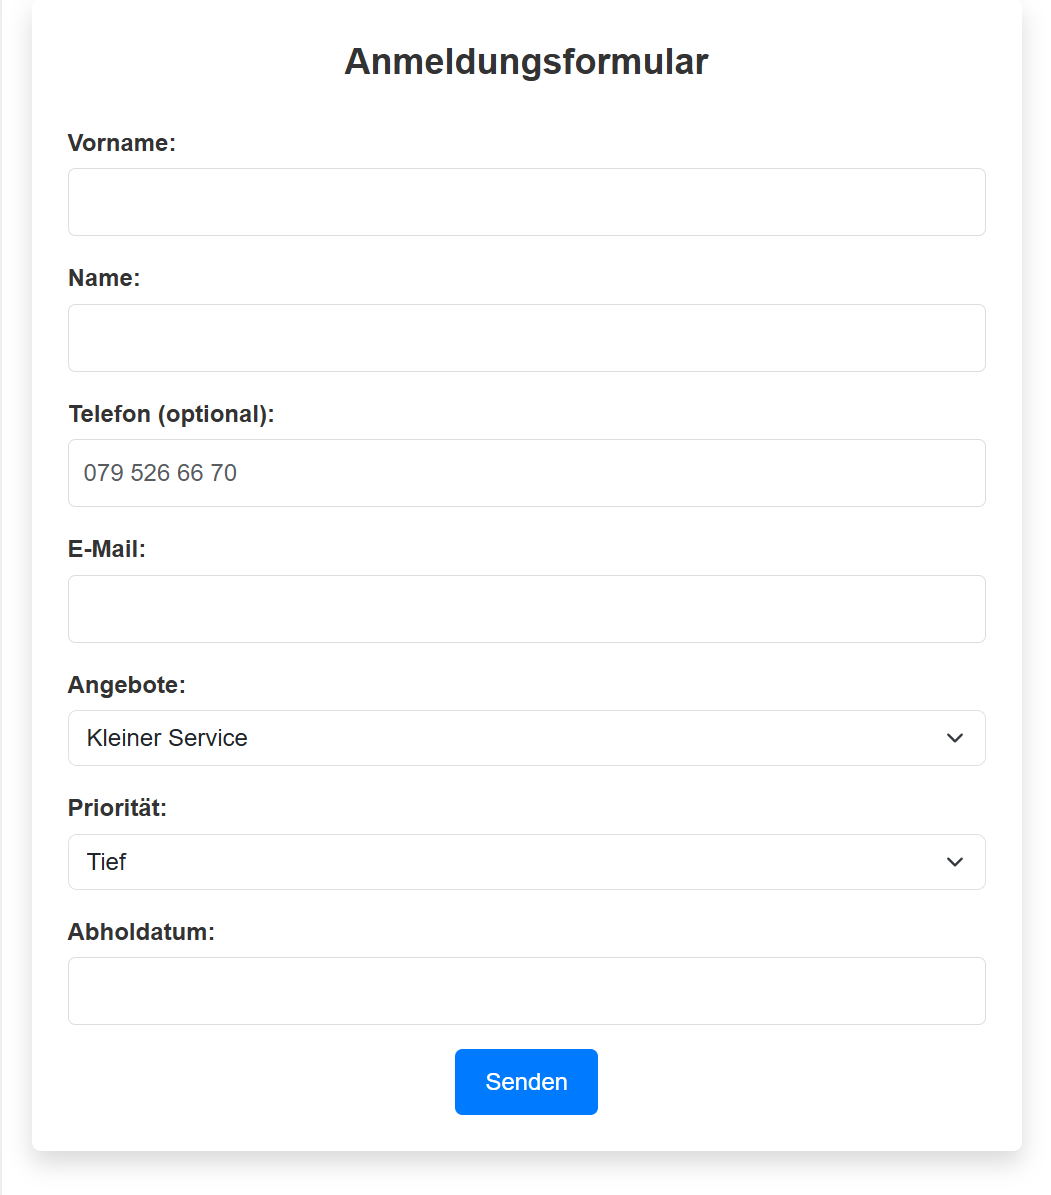 Anmeldungsformular
Vorname:
Name:
Telefon (optional):
079 526 66 70
E-Mail:
Angebote:
Kleiner Service
Priorität:
Tief
Abholdatum:
Senden